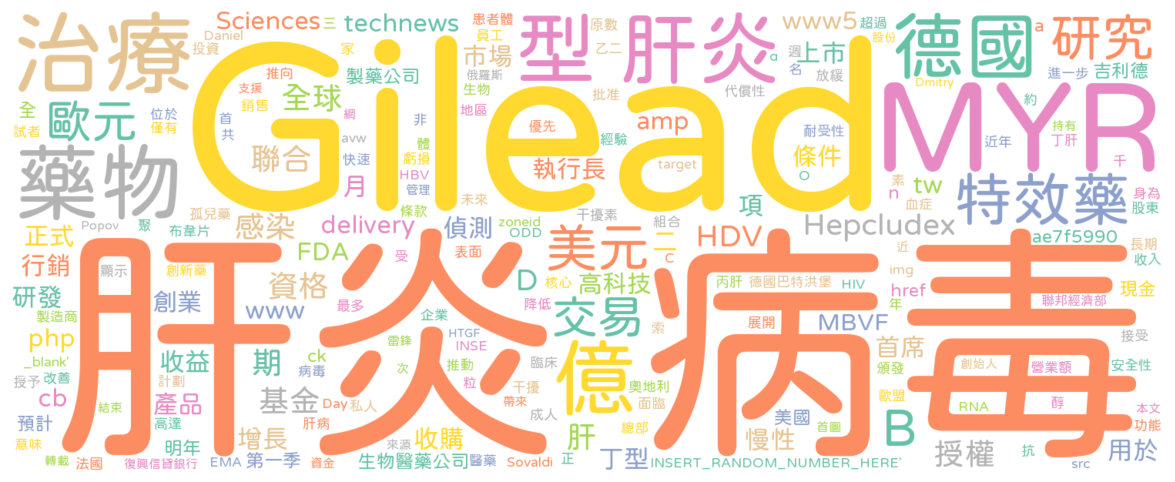 治療
Sciences
三
technews
患者體
員工
型
肝炎
原數
乙二
www5
超過
股份
德國
a
研究
Daniel
投資
家
市場
週
名
α
上市
放緩
進一步
吉利德
Gilead
推向
支援
銷售
製藥公司
全球
俄羅斯
生物
地區
批准
代償性
Dmitry
MYR
全
試者
歐元
位於
僅有
首
共
網
avw
非
體
優先
經驗
amp
耐受性
約
近年
持有
丁肝
千
藥物
聯合
快速
虧損
HBV
管理
執行長
target
條件
O
素
n
tw
血症
特效藥
身為
股東
月
孤兒藥
未來
條款
Popov
聚
布韋片
感染
delivery
偵測
zoneid
ODD
干擾素
組合
項
Hepcludex
ae7f5990
正式
行銷
顯示
創新藥
FDA
受
表面
美元
二
C
HDV
近
長期
收入
肝炎
病毒
資格
D
核心
高科技
丙肝
德國巴特洪堡
HIV
img
href
年
聯邦經濟部
現金
研發
製造商
創業
www
最多
企業
降低
交易
索
展開
MBVF
接受
php
_blank'
收益
期
ck
病毒
雷鋒
HTGF
INSE
次
推動
臨床
粒
億
奧地利
首席
頒發
創始人
營業額
安全性
授予
改善
計劃
cb
產品
基金
Day
私人
肝病
干擾
帶來
成人
面臨
美國
歐盟
RNA
醇
本文
功能
預計
結束
高達
意味
明年
增長
來源
收購
肝
總部
慢性
首圖
B
授權
抗
用於
轉載
法國
復興信貸銀行
EMA
第一季
資金
生物醫藥公司
醫藥
Sovaldi
正
丁型
INSERT_RANDOM_NUMBER_HERE'
src